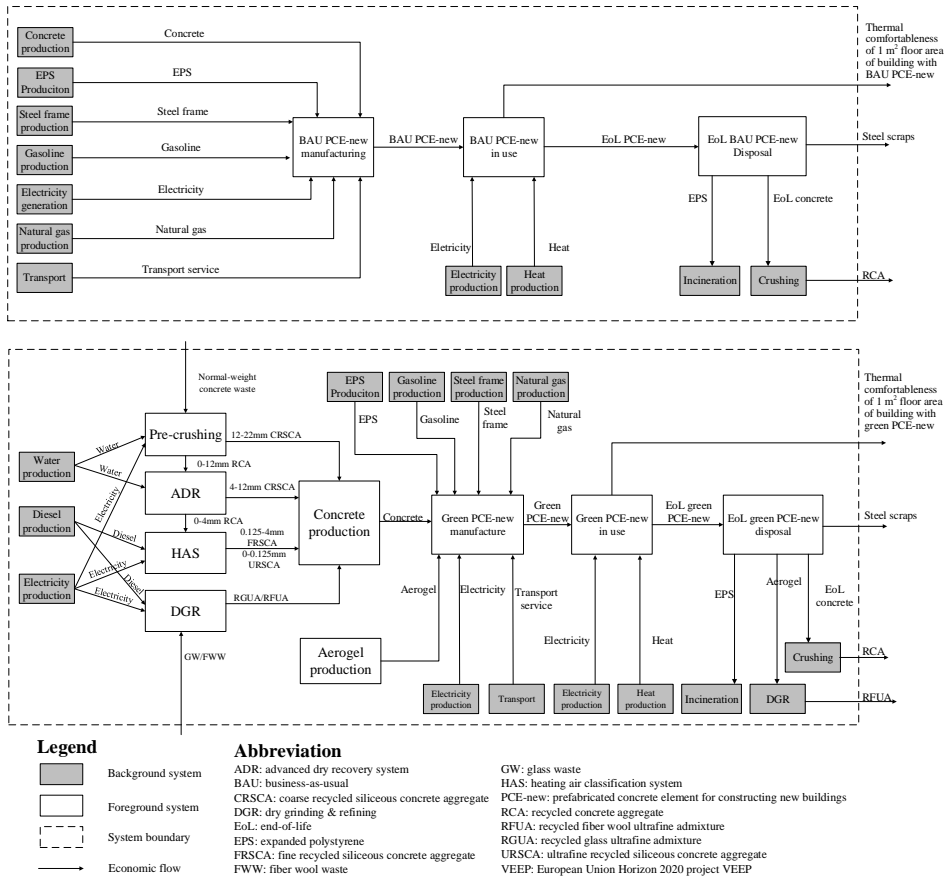 Concrete
production
Concrete
EPS
Produciton
EPS
Steel frame
production
Steel frame
Gasoline
production
Gasoline
Electricity
generation
Electricity
Natural gas
production
Natural gas
Transport
Transport service
BAU PCE-new
manufacturing
BAU PCE-new
BAU PCE-new
in use
Eletricity
Heat
Electricity
production
Heat
production
EoL PCE-new
EoL BAU PCE-new
Disposal
EPS
EoL concrete
Incineration
Crushing
Thermal
comfortableness
of 1 m2 floor area
of building with
BAU PCE-new
Steel scraps
RCA
Normal-weight
concrete waste
Water
production
Diesel
production
Electricity
production
Water
Water
Electricity
Diesel
Electricity
Diesel
Electricity
Pre-crushing
0-12mm RCA
ADR
0-4mm RCA
HAS
DGR
GW/FWW
12-22mm CRSCA
4-12mm CRSCA
0.125-4mm
FRSCA
0-0.125mm
URSCA
RGUA/RFUA
Concrete
production
Concrete
Aerogel
production
EPS
Produciton
Gasoline
production
Steel frame
production
Natural gas
production
EPS
Gasoline
Steel
frame
Natural
gas
Green PCE-new
manufacture
Aerogel
Electricity
Transport
service
Electricity
production
Transport
Green
PCE-new
Green PCE-new
in use
Electricity
Heat
Electricity
production
Heat
production
EoL green
PCE-new
EoL green PCE-new
disposal
EPS
Aerogel
EoL
concrete
Incineration
DGR
Crushing
Thermal
comfortableness
of 1 m2 floor area
of building with
green PCE-new
Steel scraps
RCA
RFUA
Legend
Background system
Foreground system
System boundary
Economic flow
Abbreviation
ADR: advanced dry recovery system
BAU: business-as-usual
CRSCA: coarse recycled siliceous concrete aggregate
DGR: dry grinding & refining
EoL: end-of-life
EPS: expanded polystyrene
FRSCA: fine recycled siliceous concrete aggregate
FWW: fiber wool waste
GW: glass waste
HAS: heating air classification system
PCE-new: prefabricated concrete element for constructing new buildings
RCA: recycled concrete aggregate
RFUA: recycled fiber wool ultrafine admixture
RGUA: recycled glass ultrafine admixture
URSCA: ultrafine recycled siliceous concrete aggregate
VEEP: European Union Horizon 2020 project VEEP